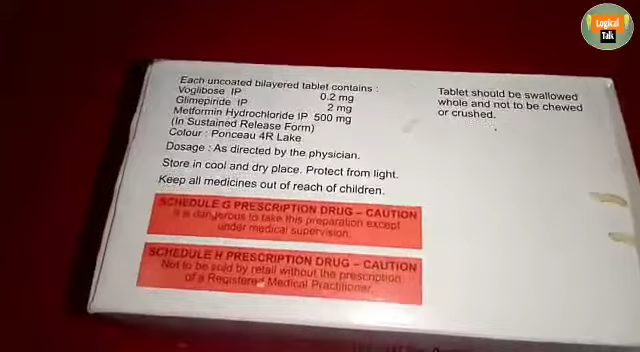 Logical
Talk
Each uncoated bilayered tablet contains :
Voglibose IP 0.2 mg
Glimepiride IP 2 mg
Metformin Hydrochloride IP 500 mg
(In Sustained Release Form)
Colour : Ponceau 4R Lake
Dosage : As directed by the physician.
Store in cool and dry place. Protect from light.
Keep all medicines out of reach of children.
Tablet should be swallowed
whole and not to be chewed
or crushed.
SCHEDULE G PRESCRIPTION DRUG – CAUTION
It is dangerous to take this preparation except
under medical supervision.
SCHEDULE H PRESCRIPTION DRUG – CAUTION
Not to be sold by retail without the prescription
of a Registered Medical Practitioner.